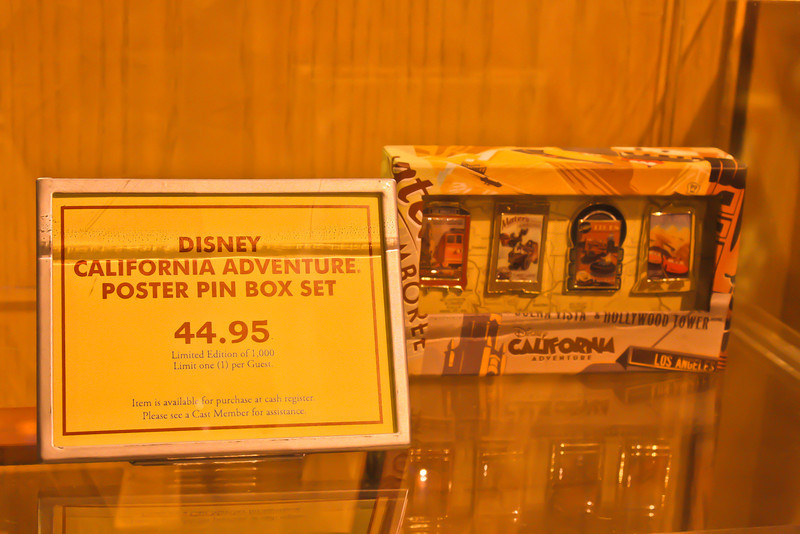 DISNEY
CALIFORNIA ADVENTURE®
POSTER PIN BOX SET
44.95
Limited Edition of 1,000
Limit one (1) per Guest.
Item is available for purchase at cash register
Please see a Cast Member for assistance.
BUENA VISTA & HOLLYWOOD TOWER
Disney
CALIFORNIA
ADVENTURE
LOS ANGELES